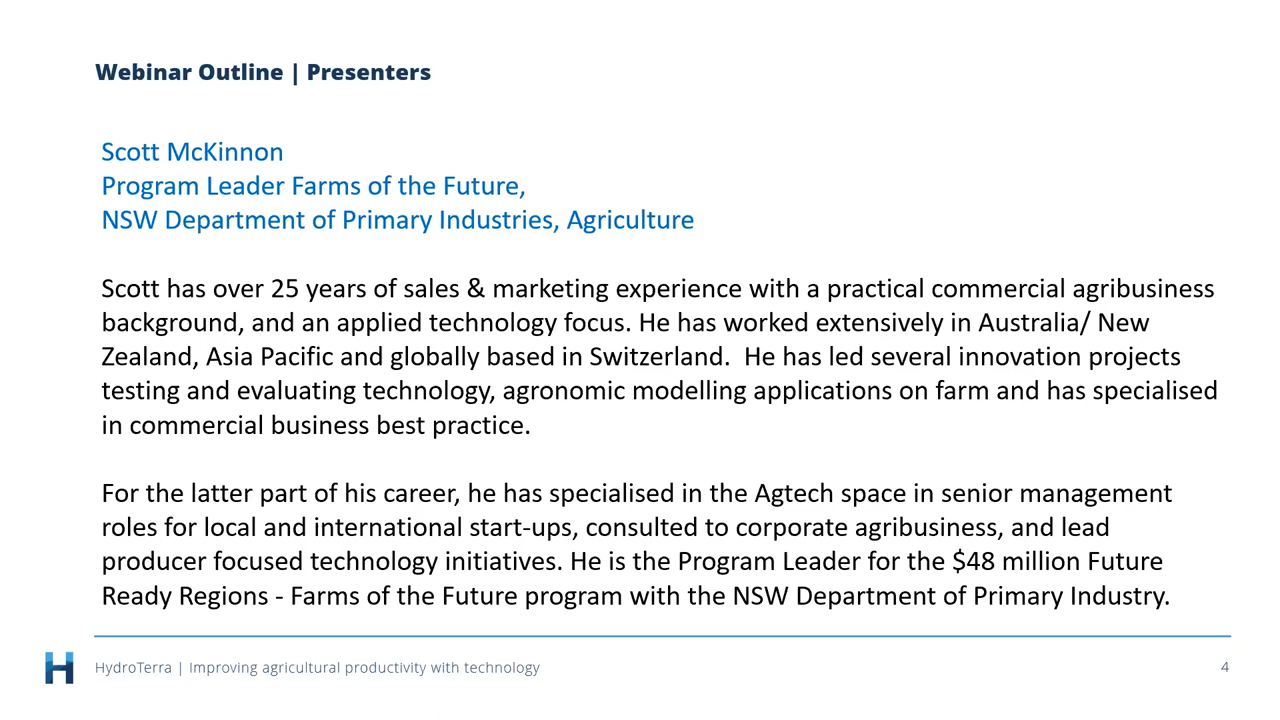 Webinar Outline | Presenters
Scott McKinnon
Program Leader Farms of the Future,
NSW Department of Primary Industries, Agriculture
Scott has over 25 years of sales & marketing experience with a practical commercial agribusiness
background, and an applied technology focus. He has worked extensively in Australia/ New
Zealand, Asia Pacific and globally based in Switzerland.  He has led several innovation projects
testing and evaluating technology, agronomic modelling applications on farm and has specialised
in commercial business best practice.
For the latter part of his career, he has specialised in the Agtech space in senior management
roles for local and international start-ups, consulted to corporate agribusiness, and lead
producer focused technology initiatives. He is the Program Leader for the $48 million Future
Ready Regions - Farms of the Future program with the NSW Department of Primary Industry.
HydroTerra | Improving agricultural productivity with technology
4